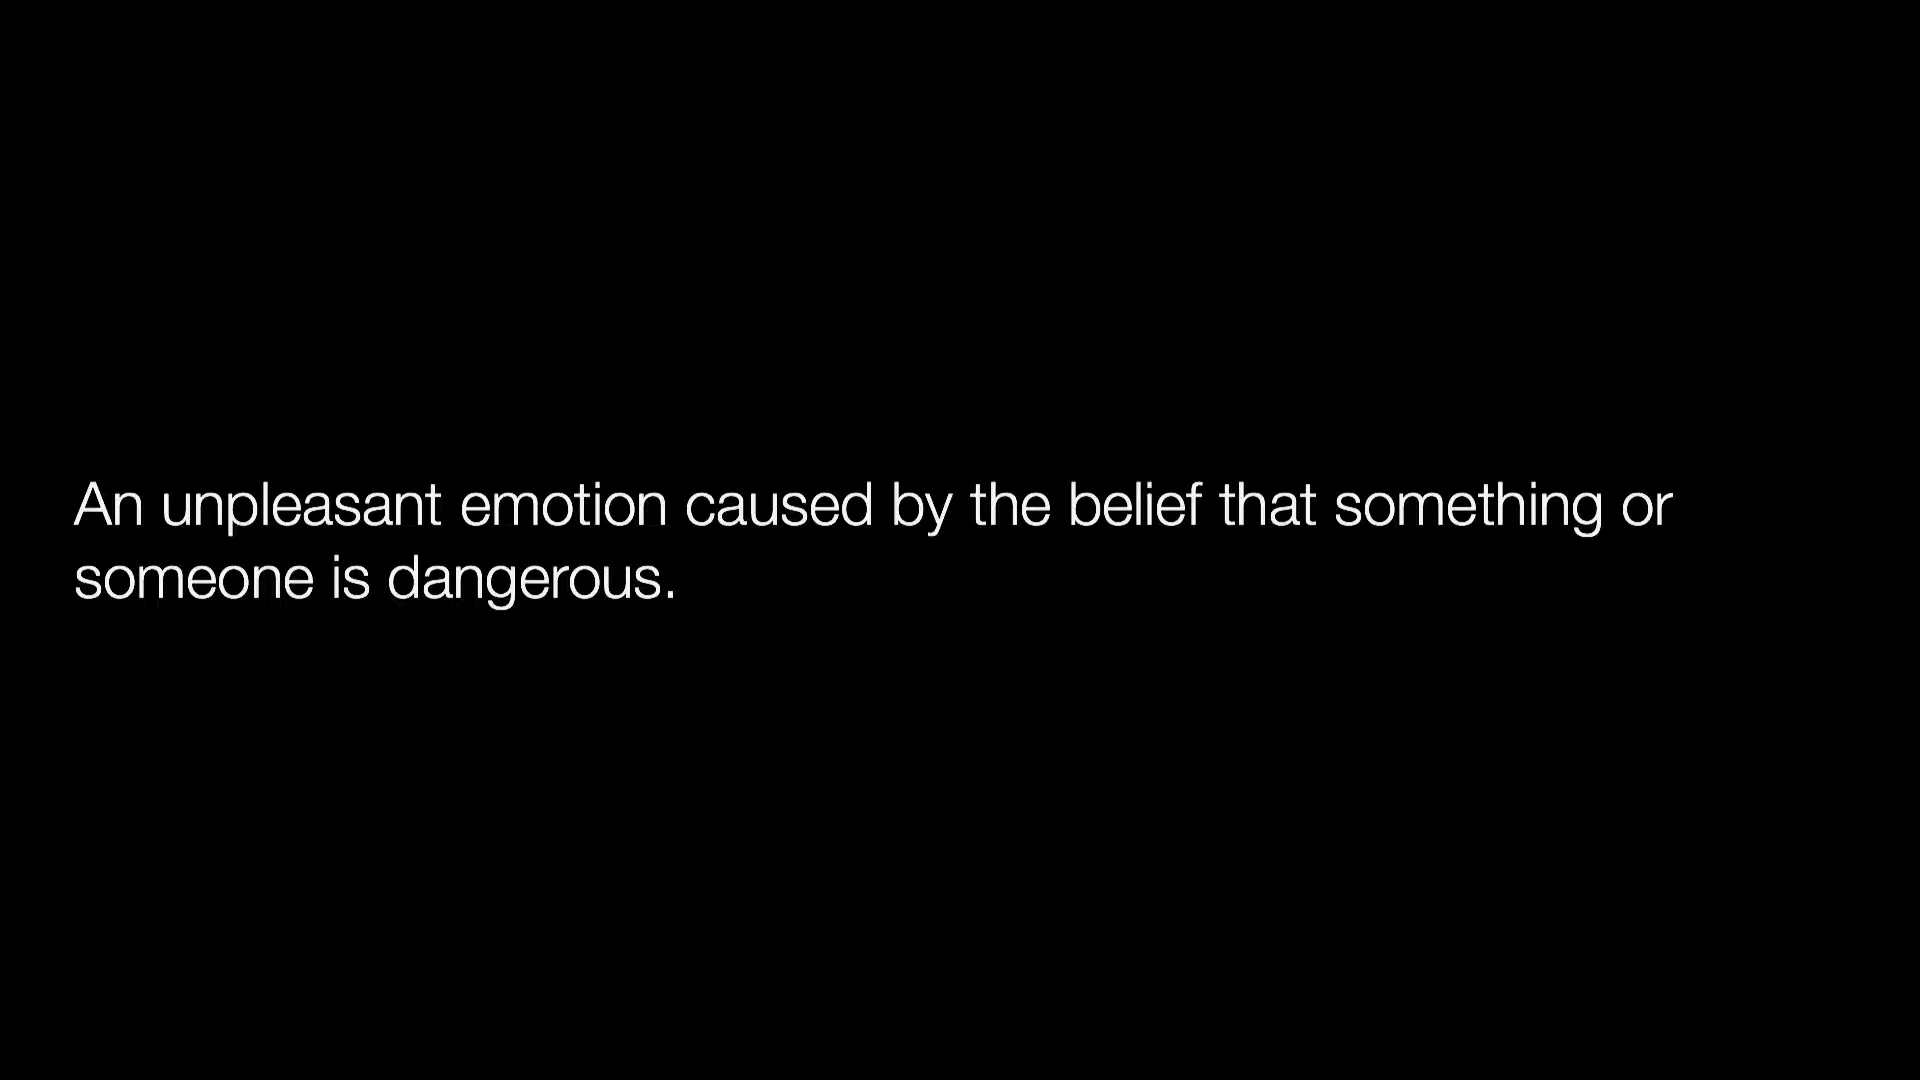 An unpleasant emotion caused by the belief that something or
someone is dangerous.